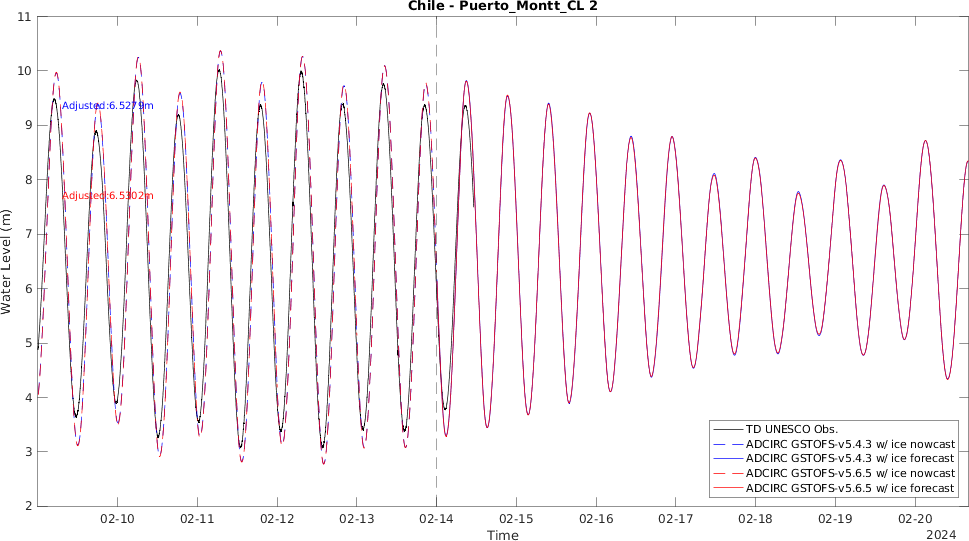 Chile - Puerto_Montt_CL 2
11
10
9
8
7
6
5
4
3
2
Water Level (m)
Adjusted:6.5279m
Adjusted:6.5302m
TD UNESCO Obs.
ADCIRC GSTOFS-v5.4.3 w/ ice nowcast
ADCIRC GSTOFS-v5.4.3 w/ ice forecast
ADCIRC GSTOFS-v5.6.5 w/ ice nowcast
ADCIRC GSTOFS-v5.6.5 w/ ice forecast
02-10 02-11 02-12 02-13 02-14 02-15 02-16 02-17 02-18 02-19 02-20
Time
2024